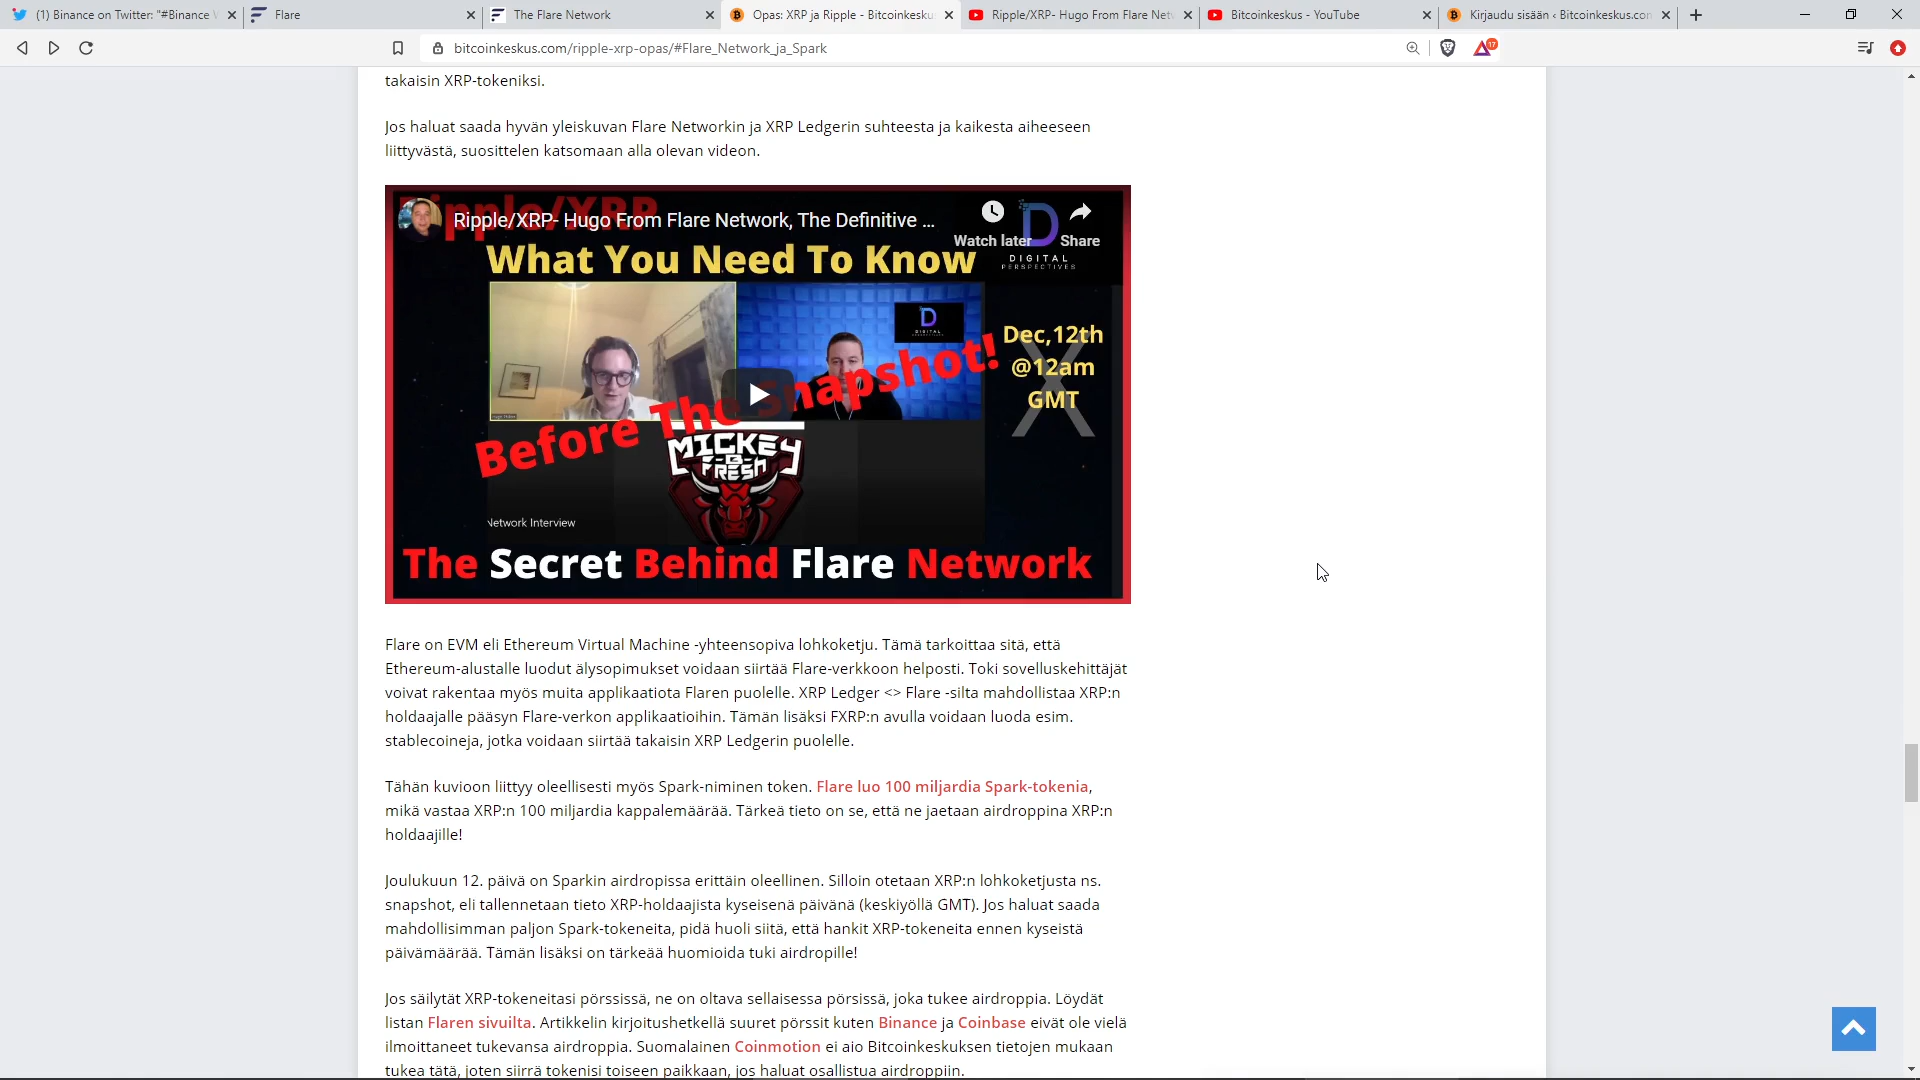 (1) Binance on Twitter: "#Binance W
Flare
The Flare Network
Opas: XRP ja Ripple - Bitcoinkesku
Ripple/XRP- Hugo From Flare Net
Bitcoinkeskus - YouTube
Kirjaudu sisään ‹ Bitcoinkeskus.com
bitcoinkeskus.com/ripple-xrp-opas/#Flare_Network_ja_Spark
17
takaisin XRP-tokeniksi.
Jos haluat saada hyvän yleiskuvan Flare Networkin ja XRP Ledgerin suhteesta ja kaikesta aiheeseen
liittyvästä, suosittelen katsomaan alla olevan videon.
Ripple/XRP
Ripple/XRP- Hugo From Flare Network, The Definitive ...
Watch later
Share
What You Need To Know
D
DIGITAL
PERSPECTIVES
Dec,12th
@12am
GMT
X
Before The Snapshot!
MICKEY
B
FRESH
Network Interview
The Secret Behind Flare Network
Flare on EVM eli Ethereum Virtual Machine -yhteensopiva lohkoketju. Tämä tarkoittaa sitä, että
Ethereum-alustalle luodut älysopimukset voidaan siirtää Flare-verkkoon helposti. Toki sovelluskehittäjät
voivat rakentaa myös muita applikaatiota Flaren puolelle. XRP Ledger <> Flare -silta mahdollistaa XRP:n
holdaajalle pääsyn Flare-verkon applikaatioihin. Tämän lisäksi FXRP:n avulla voidaan luoda esim.
stablecoineja, jotka voidaan siirtää takaisin XRP Ledgerin puolelle.
Tähän kuvioon liittyy oleellisesti myös Spark-niminen token. Flare luo 100 miljardia Spark-tokenia,
mikä vastaa XRP:n 100 miljardia kappalemäärää. Tärkeä tieto on se, että ne jaetaan airdroppina XRP:n
holdaajille!
Joulukuun 12. päivä on Sparkin airdropissa erittäin oleellinen. Silloin otetaan XRP:n lohkoketjusta ns.
snapshot, eli tallennetaan tieto XRP-holdaajista kyseisenä päivänä (keskiyöllä GMT). Jos haluat saada
mahdollisimman paljon Spark-tokeneita, pidä huoli siitä, että hankit XRP-tokeneita ennen kyseistä
päivämäärää. Tämän lisäksi on tärkeää huomioida tuki airdropille!
Jos säilytät XRP-tokeneitasi pörssissä, ne on oltava sellaisessa pörsisä, joka tukee airdroppia. Löydät
listan Flaren sivuilta. Artikkelin kirjoitushetkellä suuret pörssit kuten Binance ja Coinbase eivät ole vielä
ilmoittaneet tukevansa airdroppia. Suomalainen Coinmotion ei aio Bitcoinkeskuksen tietojen mukaan
tukea tätä, joten siirrä tokenisi toiseen paikkaan, jos haluat osallistua airdroppiin.